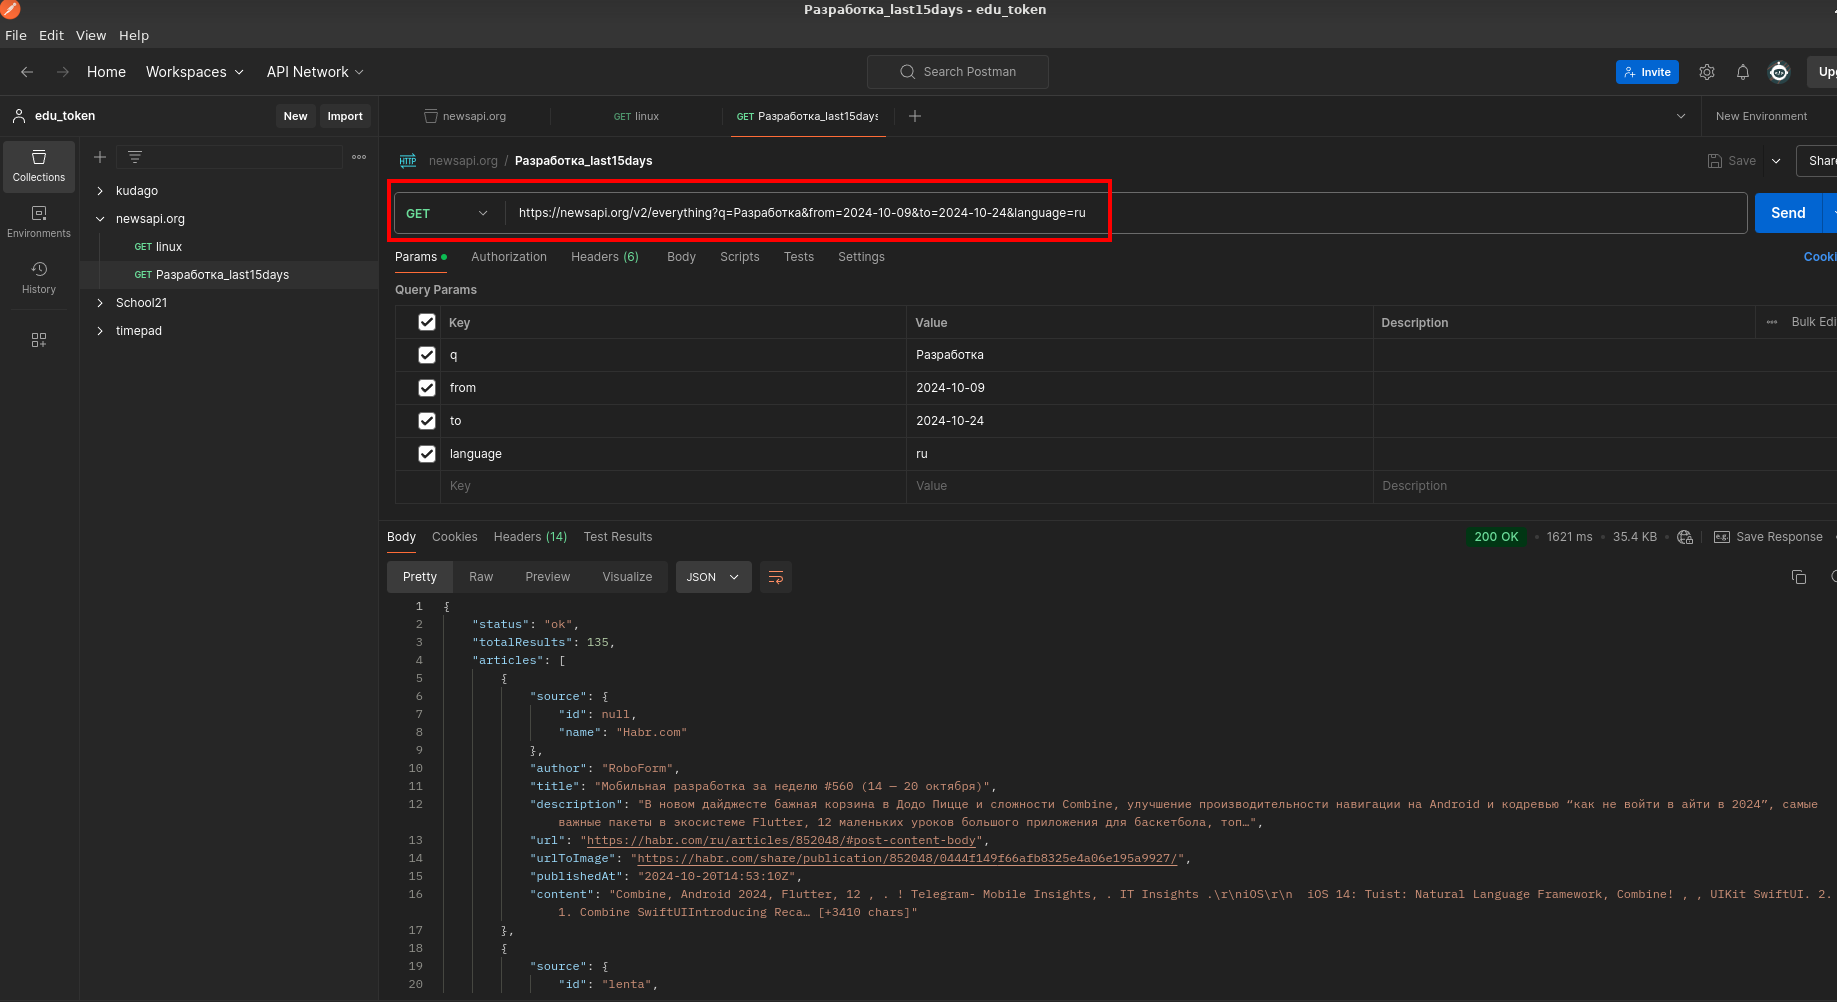 Разработка_last15days - edu_token
File Edit View Help
Home Workspaces API Network Search Postman Invite
edu_token New Import newsapi.org GET linux GET Разработка_last15days New Environment
Collections
Environments
History
kudago
newsapi.org
GET linux
GET Разработка_last15days
School21
timepad
HTTP newsapi.org / Разработка_last15days Save
GET https://newsapi.org/v2/everything?q=Разработка&from=2024-10-09&to=2024-10-24&language=ru Send
Params Authorization Headers (6) Body Scripts Tests Settings
Query Params
Key Value Description Bulk
q Разработка
from 2024-10-09
to 2024-10-24
language ru
Key Value Description
Body Cookies Headers (14) Test Results 200 OK 1621 ms 35.4 KB e.g. Save Response
Pretty Raw Preview Visualize JSON
1 {
2 "status": "ok",
3 "totalResults": 135,
4 "articles": [
5 {
6 "source": {
7 "id": null,
8 "name": "Habr.com"
9 },
10 "author": "RoboForm",
11 "title": "Мобильная разработка за неделю #560 (14 — 20 октября)",
12 "description": "В новом дайджесте бажная корзина в Додо Пицце и сложности Combine, улучшение производительности навигации на Android и кодревью “как не войти в айти в 2024”, самые
важные пакеты в экосистеме Flutter, 12 маленьких уроков большого приложения для баскетбола, топ…",
13 "url": "https://habr.com/ru/articles/852048/#post-content-body",
14 "urlToImage": "https://habr.com/share/publication/852048/0444f149f66afb8325e4a06e195a9927/",
15 "publishedAt": "2024-10-20T14:53:10Z",
16 "content": "Combine, Android 2024, Flutter, 12 , . ! Telegram- Mobile Insights, . IT Insights .\r\niOS\r\n iOS 14: Tuist: Natural Language Framework, Combine! , , UIKit SwiftUI. 2.
1. Combine SwiftUIIntroducing Reca… [+3410 chars]"
17 },
18 {
19 "source": {
20 "id": "lenta",